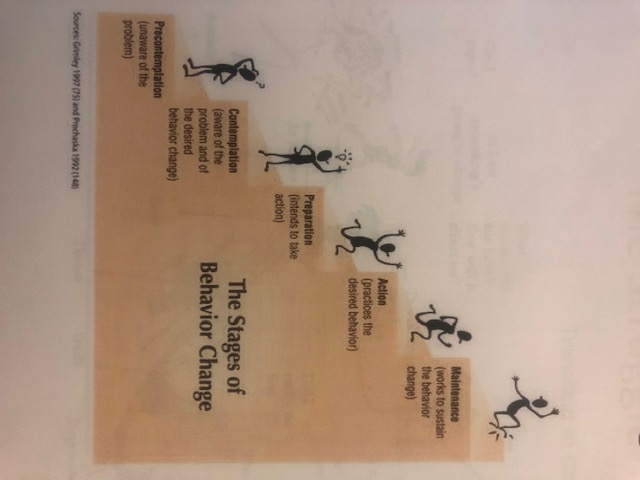 Precontemplation
(unaware of the
problem)
Contemplation
(aware of the
problem and of
the desired
behavior change)
Preparation
(intends to take
action)
Action
(practices the
desired behavior)
Maintenance
(works to sustain
the behavior
change)
The Stages of
Behavior Change
Sources: Grimley 1997 (75) and Prochaska 1992 (148)